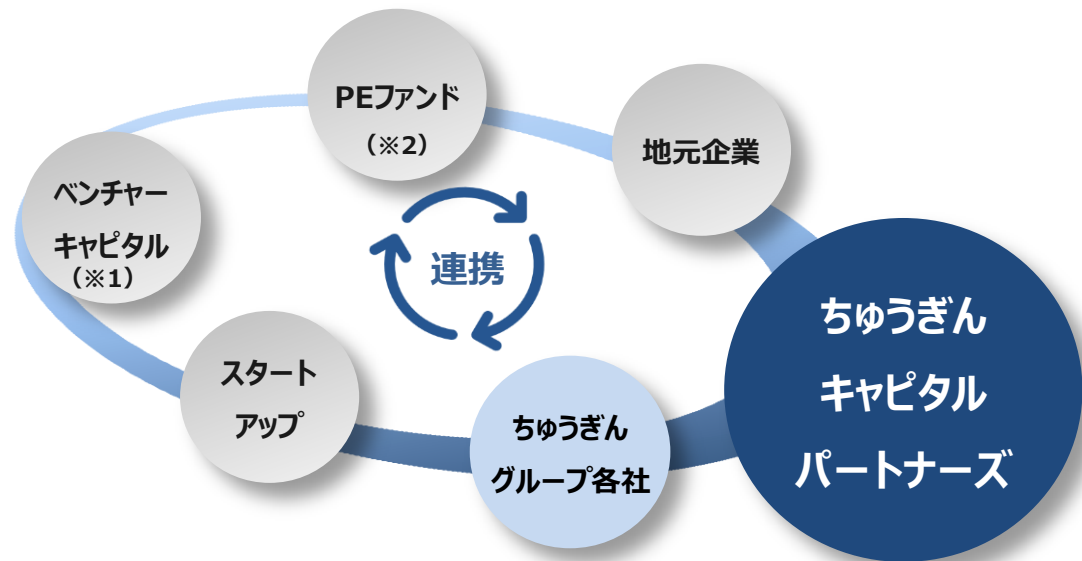 PEファンド
（※2）
地元企業
ベンチャー
キャピタル
（※1）
連携
ちゅうぎん
キャピタル
パートナーズ
スタート
アップ
ちゅうぎん
グループ各社